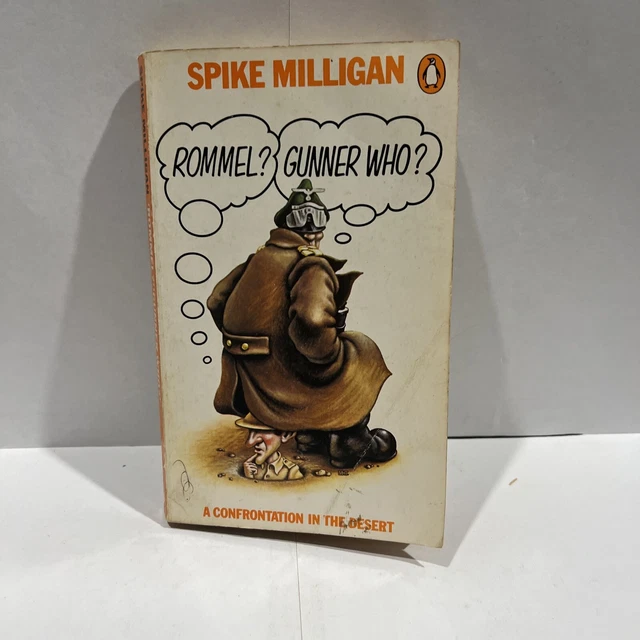 SPIKE MILLIGAN
ROMMEL?
GUNNER WHO?
A CONFRONTATION IN THE DESERT